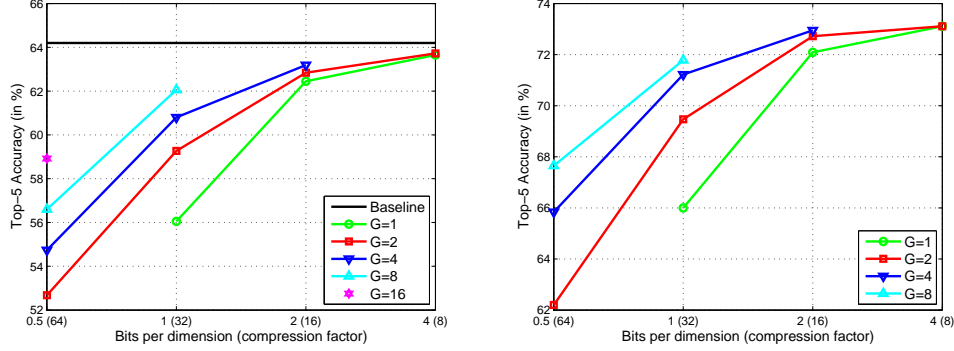 66
64
62
60
58
56
54
52
Top−5 Accuracy (in %)
0.5 (64)
1 (32)
2 (16)
4 (8)
Bits per dimension (compression factor)
Baseline
G=1
G=2
G=4
G=8
G=16
74
72
70
68
66
64
62
Top−5 Accuracy (in %)
0.5 (64)
1 (32)
2 (16)
4 (8)
Bits per dimension (compression factor)
G=1
G=2
G=4
G=8